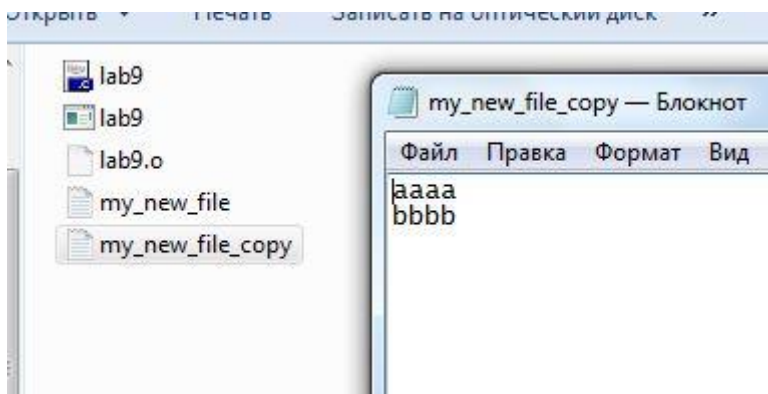 Открыть Печать Записать на оптический диск »
lab9
lab9
lab9.o
my_new_file
my_new_file_copy
my_new_file_copy — Блокнот
Файл Правка Формат Вид
aaaa
bbbb